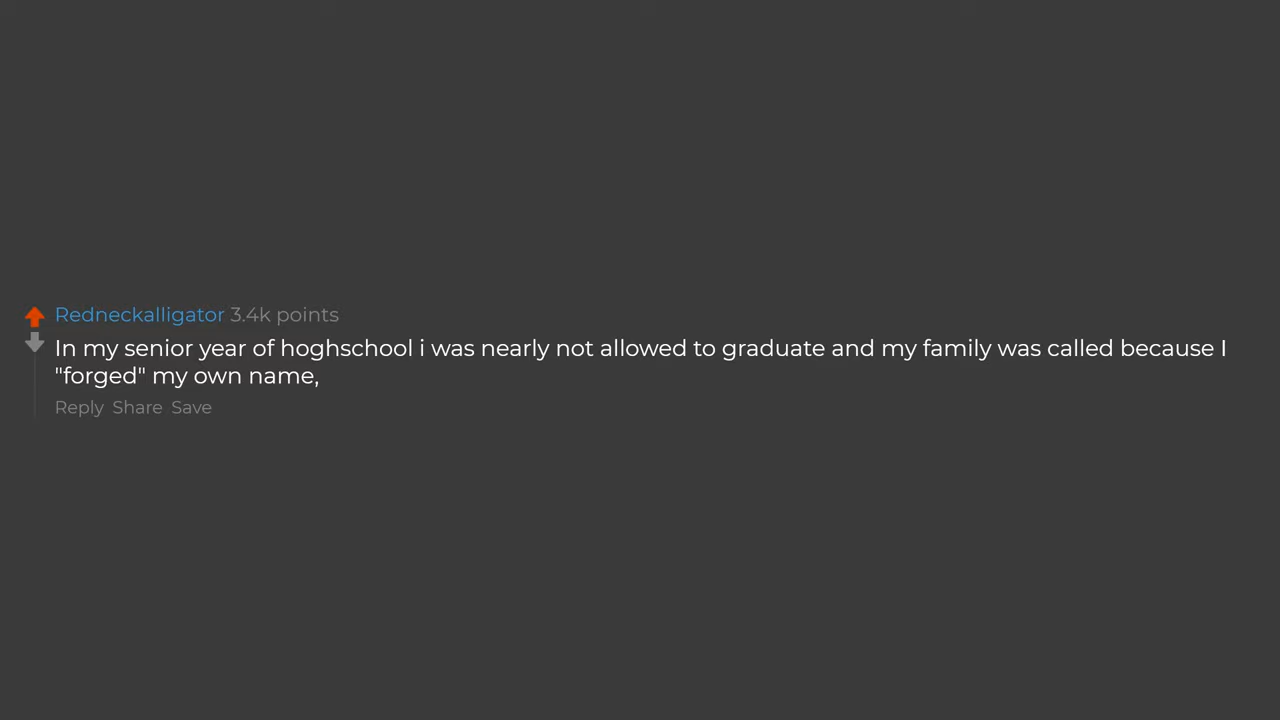 Redneckalligator 3.4k points
In my senior year of hoghschool i was nearly not allowed to graduate and my family was called because I
"forged" my own name,
Reply Share Save